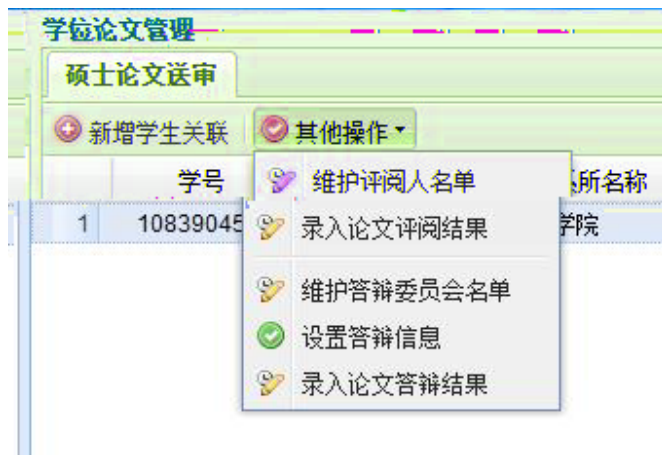 学位论文管理
硕士论文送审
新增学生关联 其他操作
学号 所名称
1 10839045 学院
维护评阅人名单
录入论文评阅结果
维护答辩委员会名单
设置答辩信息
录入论文答辩结果